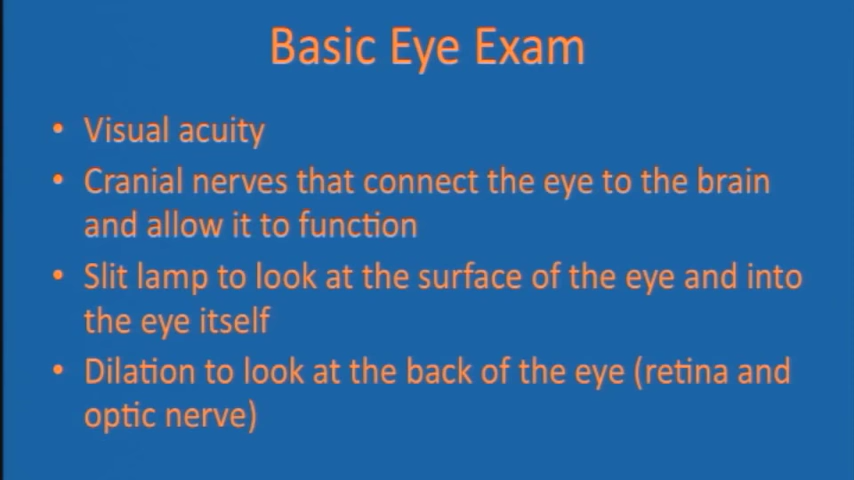 Basic Eye Exam
• Visual acuity
• Cranial nerves that connect the eye to the brain
and allow it to function
• Slit lamp to look at the surface of the eye and into
the eye itself
• Dilation to look at the back of the eye (retina and
optic nerve)